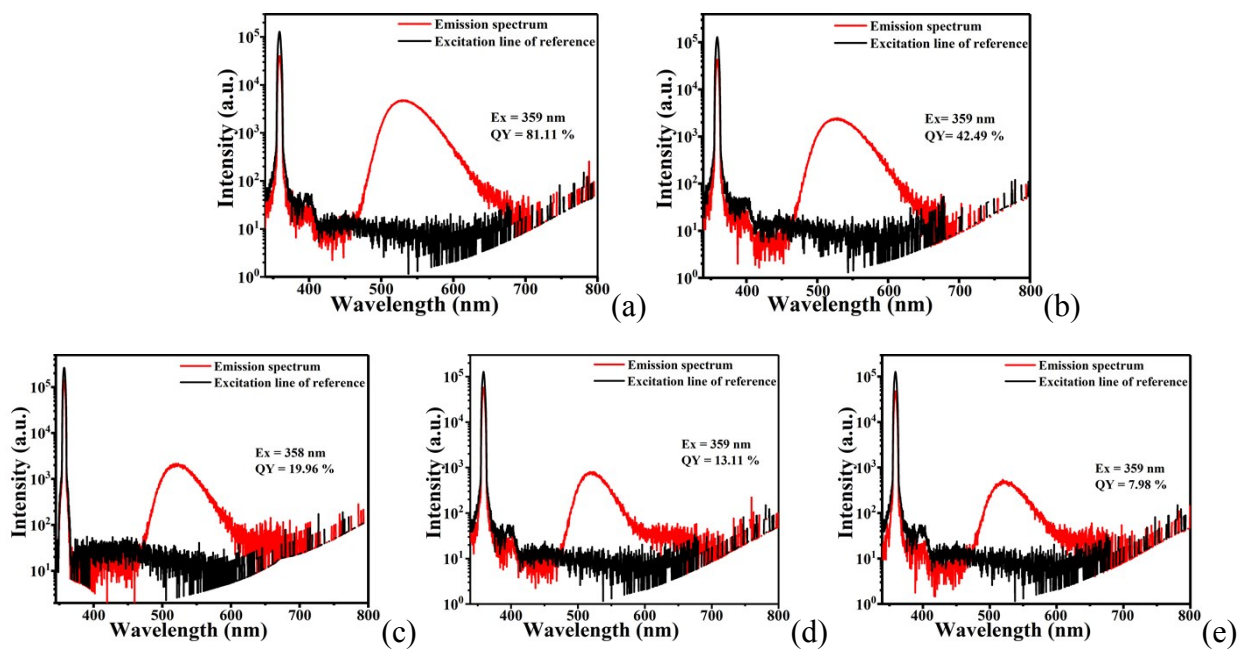 Emission spectrum
Excitation line of reference
Ex = 359 nm
QY = 81.11 %
Intensity (a.u.)
10^5
10^4
10^3
10^2
10^1
10^0
400 500 600 700 800
Wavelength (nm)
(a)
Emission spectrum
Excitation line of reference
Ex= 359 nm
QY= 42.49 %
Intensity (a.u.)
10^5
10^4
10^3
10^2
10^1
10^0
400 500 600 700 800
Wavelength (nm)
(b)
Emission spectrum
Excitation line of reference
Ex = 358 nm
QY = 19.96 %
Intensity (a.u.)
10^5
10^4
10^3
10^2
10^1
400 500 600 700 800
Wavelength (nm)
(c)
Emission spectrum
Excitation line of reference
Ex = 359 nm
QY = 13.11 %
Intensity (a.u.)
10^5
10^4
10^3
10^2
10^1
10^0
400 500 600 700 800
Wavelength (nm)
(d)
Emission spectrum
Excitation line of reference
Ex = 359 nm
QY = 7.98 %
Intensity (a.u.)
10^5
10^4
10^3
10^2
10^1
10^0
400 500 600 700 800
Wavelength (nm)
(e)